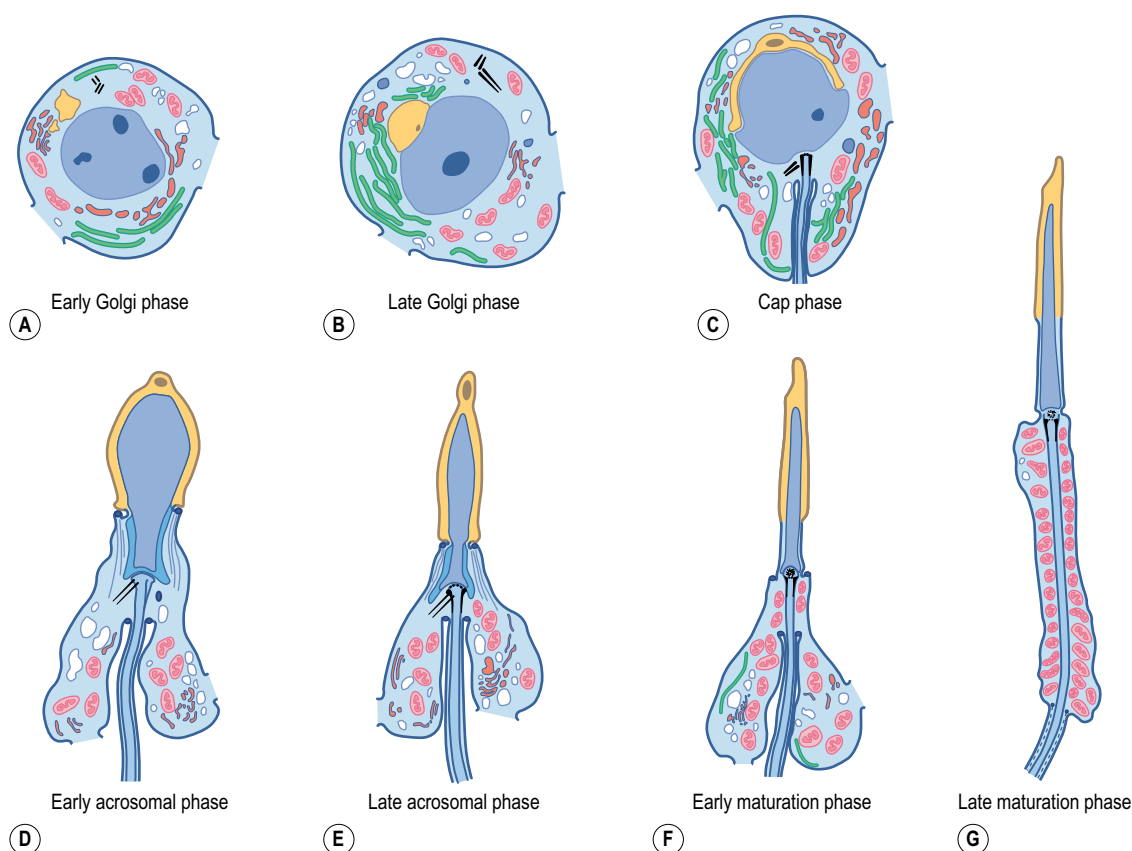 Early Golgi phase
A
Late Golgi phase
B
Cap phase
C
Early acrosomal phase
D
Late acrosomal phase
E
Early maturation phase
F
Late maturation phase
G